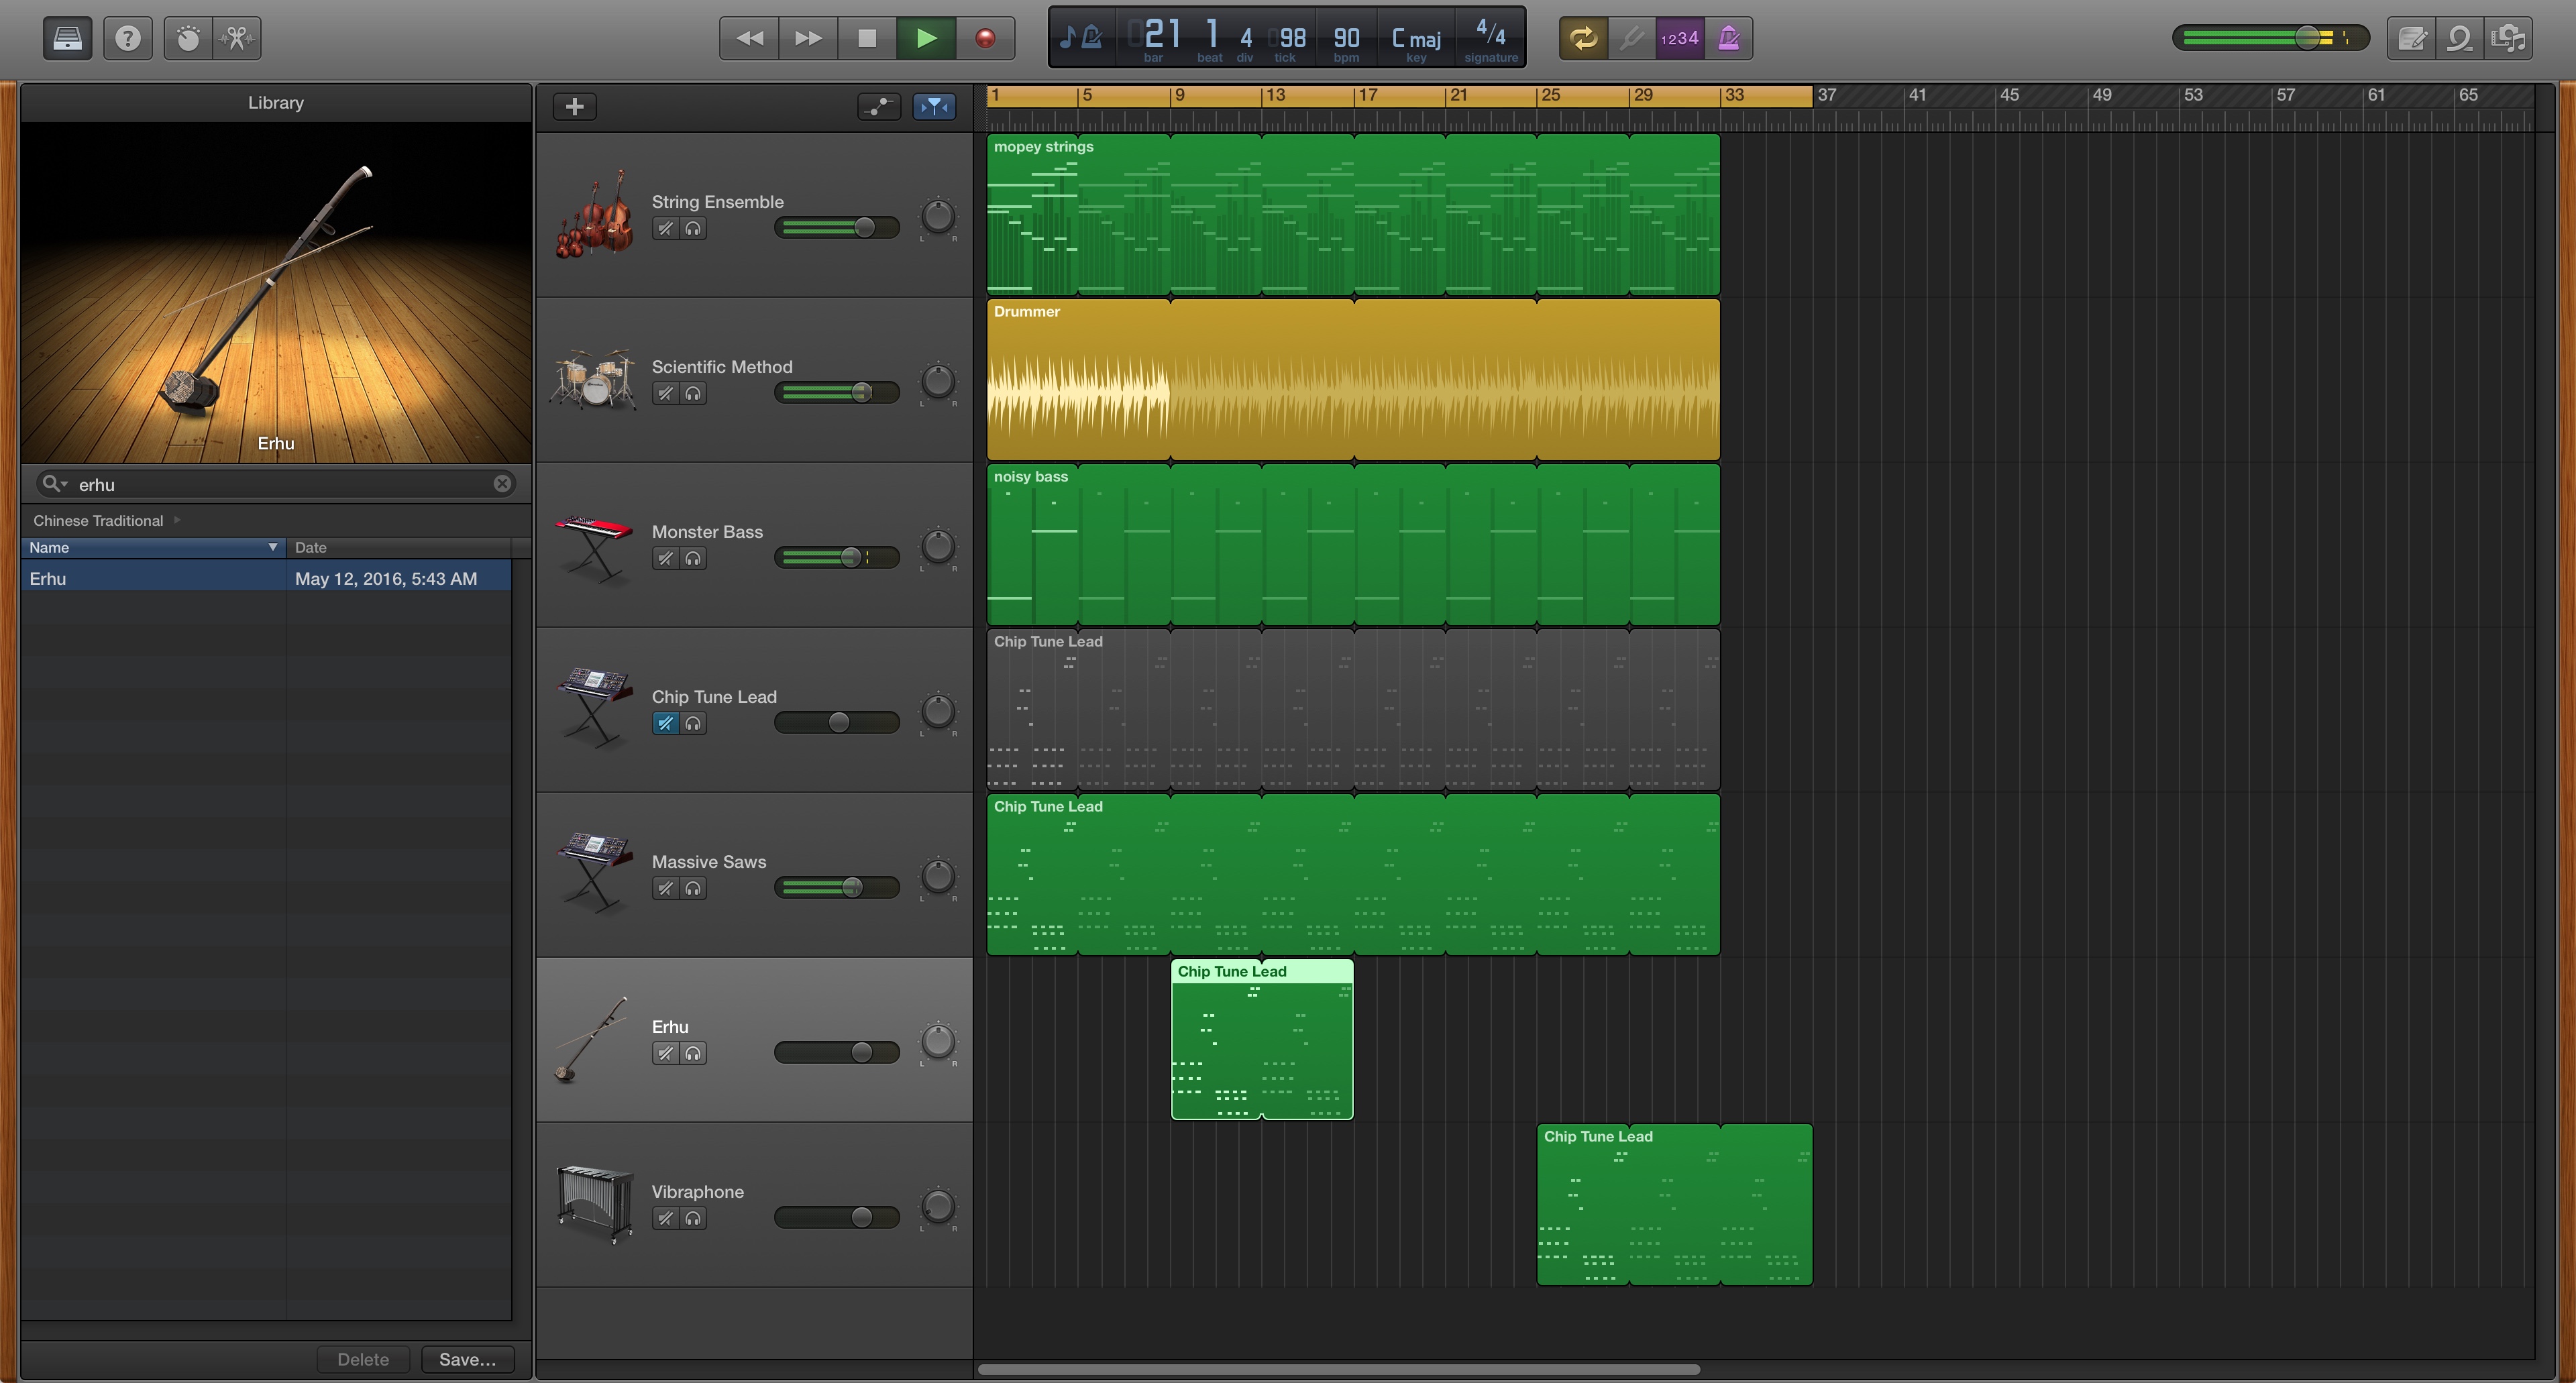 ?
021 1 4 098 90 C maj 4/4
bar beat div tick bpm key signature
1234
Library
Erhu
erhu
Chinese Traditional
Name Date
Erhu May 12, 2016, 5:43 AM
Delete Save...
1 5 9 13 17 21 25 29 33 37 41 45 49 53 57 61 65
String Ensemble
L R
mopey strings
Scientific Method
L R
Drummer
Monster Bass
L R
noisy bass
Chip Tune Lead
L R
Chip Tune Lead
Massive Saws
L R
Chip Tune Lead
Erhu
L R
Chip Tune Lead
Vibraphone
L R
Chip Tune Lead